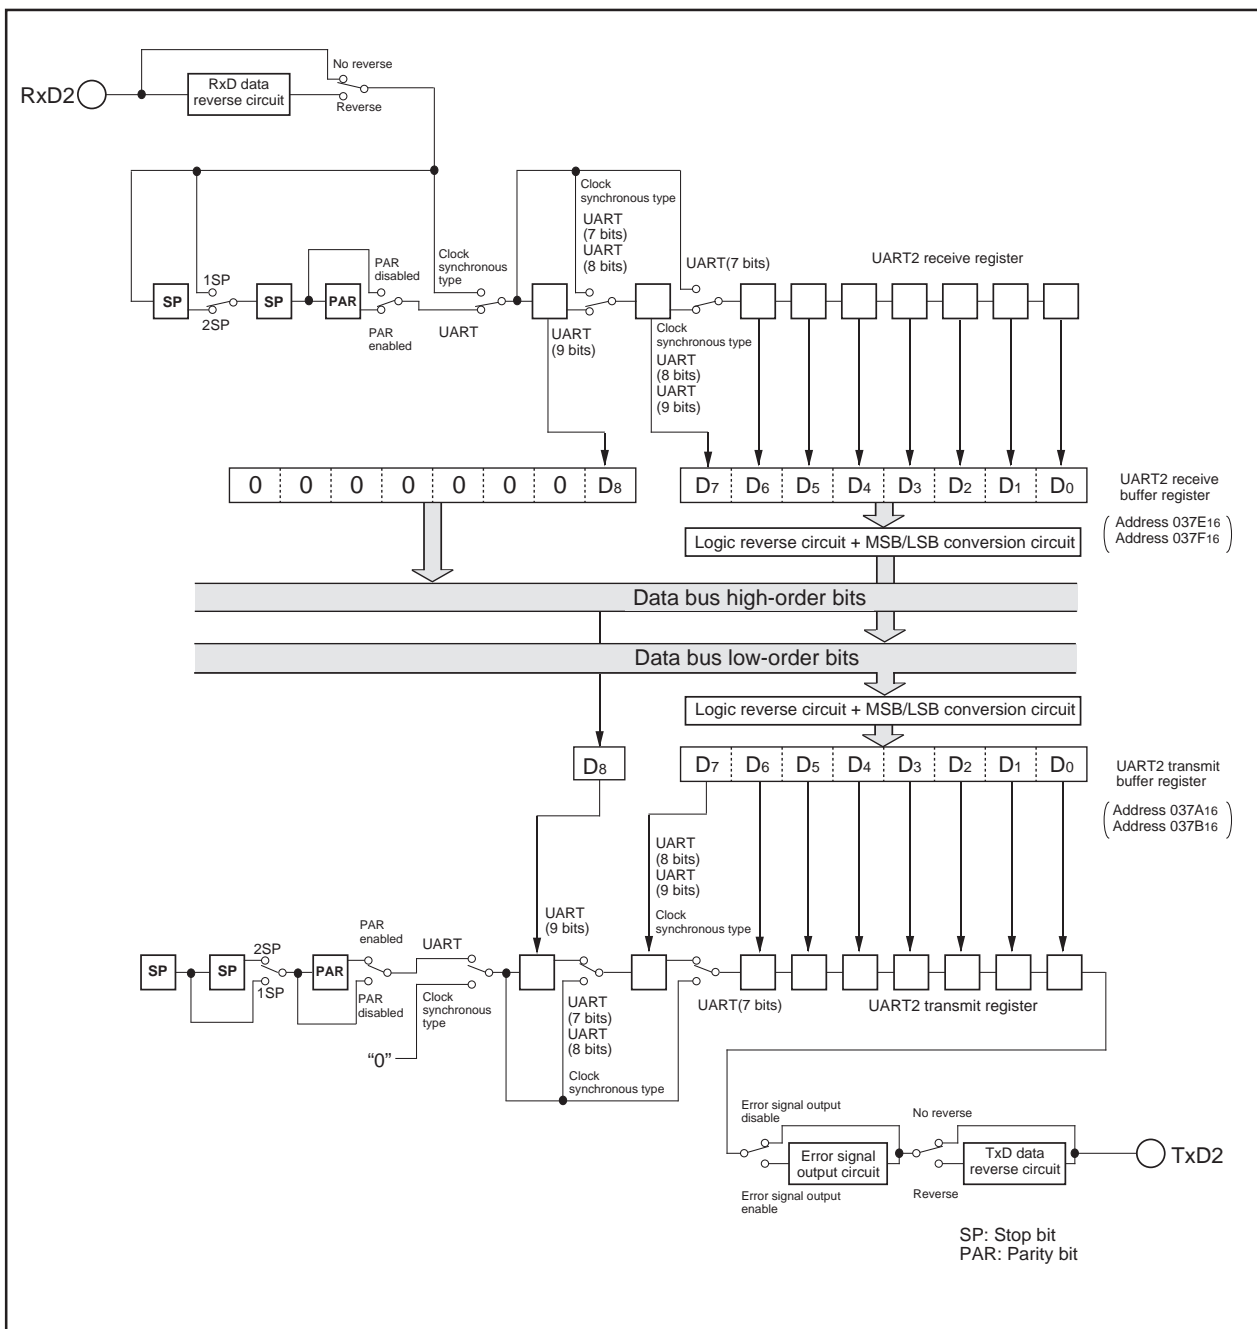 No reverse
RxD2
RxD data
reverse circuit
Reverse
Clock
synchronous type
UART
(7 bits)
UART
(8 bits)
1SP
PAR
disabled
Clock
synchronous
type
UART(7 bits)
UART2 receive register
SP
SP
PAR
2SP
PAR
enabled
UART
UART
(9 bits)
Clock
synchronous type
UART
(8 bits)
UART
(9 bits)
0 0 0 0 0 0 0 D8
D7 D6 D5 D4 D3 D2 D1 D0
UART2 receive
buffer register
Address 037E16
Address 037F16
Logic reverse circuit + MSB/LSB conversion circuit
Data bus high-order bits
Data bus low-order bits
Logic reverse circuit + MSB/LSB conversion circuit
D8
D7 D6 D5 D4 D3 D2 D1 D0
UART2 transmit
buffer register
Address 037A16
Address 037B16
UART
(8 bits)
UART
(9 bits)
Clock
synchronous type
UART
(9 bits)
PAR
enabled
UART
2SP
SP
SP
PAR
1SP
PAR
disabled
Clock
synchronous
type
“0”
UART
(7 bits)
UART
(8 bits)
Clock
synchronous type
UART(7 bits)
UART2 transmit register
Error signal output
disable
No reverse
Error signal
output circuit
TxD data
reverse circuit
TxD2
Error signal output
enable
Reverse
SP: Stop bit
PAR: Parity bit